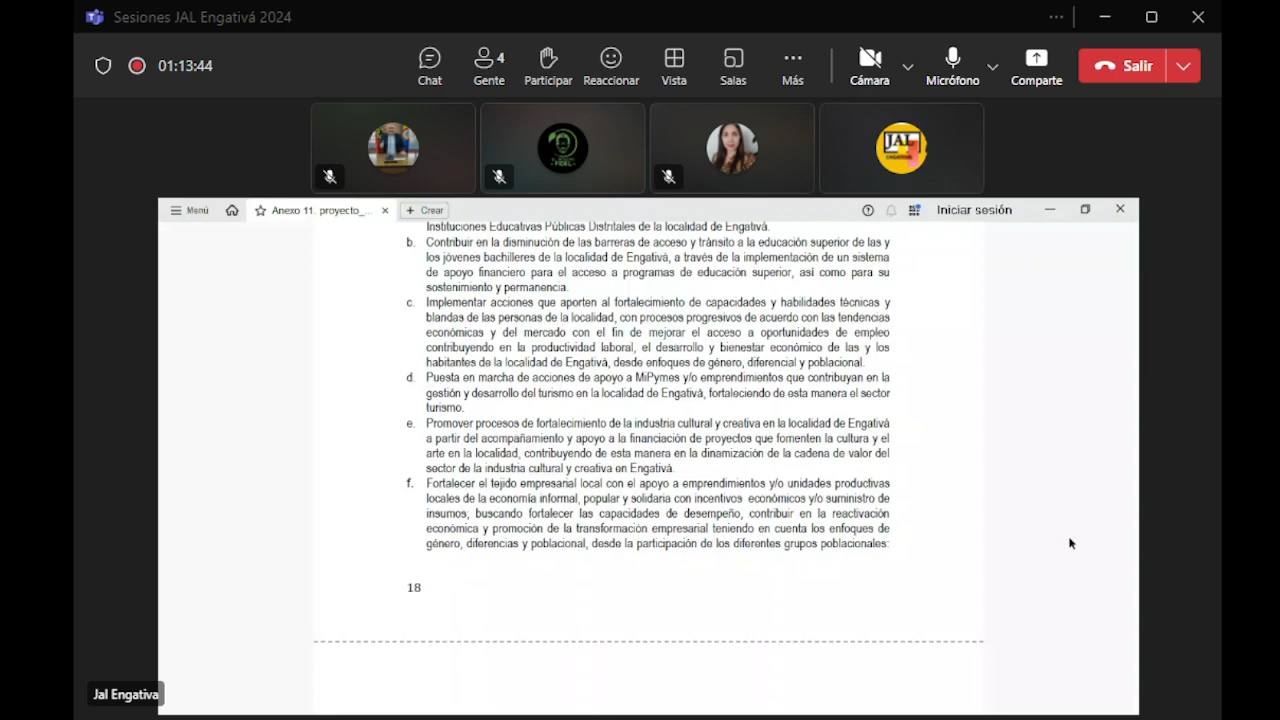 Sesiones JAL Engativá 2024
01:13:44
Chat
4
Gente
Participar
Reaccionar
Vista
Salas
Más
Cámara
Micrófono
Comparte
Salir
FIDEL
JAL
ENGATIVÁ
Menú
Anexo 11. proyecto_...
+ Crear
Iniciar sesión
Instituciones Educativas Públicas Distritales de la localidad de Engativá.
b. Contribuir en la disminución de las barreras de acceso y tránsito a la educación superior de las y
los jóvenes bachilleres de la localidad de Engativá, a través de la implementación de un sistema
de apoyo financiero para el acceso a programas de educación superior, así como para su
sostenimiento y permanencia.
c. Implementar acciones que aporten al fortalecimiento de capacidades y habilidades técnicas y
blandas de las personas de la localidad, con procesos progresivos de acuerdo con las tendencias
económicas y del mercado con el fin de mejorar el acceso a oportunidades de empleo
contribuyendo en la productividad laboral, el desarrollo y bienestar económico de las y los
habitantes de la localidad de Engativá, desde enfoques de género, diferencial y poblacional.
d. Puesta en marcha de acciones de apoyo a MiPymes y/o emprendimientos que contribuyan en la
gestión y desarrollo del turismo en la localidad de Engativá, fortaleciendo de esta manera el sector
turismo.
e. Promover procesos de fortalecimiento de la industria cultural y creativa en la localidad de Engativá
a partir del acompañamiento y apoyo a la financiación de proyectos que fomenten la cultura y el
arte en la localidad, contribuyendo de esta manera en la dinamización de la cadena de valor del
sector de la industria cultural y creativa en Engativá.
f. Fortalecer el tejido empresarial local con el apoyo a emprendimientos y/o unidades productivas
locales de la economía informal, popular y solidaria con incentivos económicos y/o suministro de
insumos; buscando fortalecer las capacidades de desempeño, contribuir en la reactivación
económica y promoción de la transformación empresarial teniendo en cuenta los enfoques de
género, diferencias y poblacional, desde la participación de los diferentes grupos poblacionales:
18
Jal Engativa